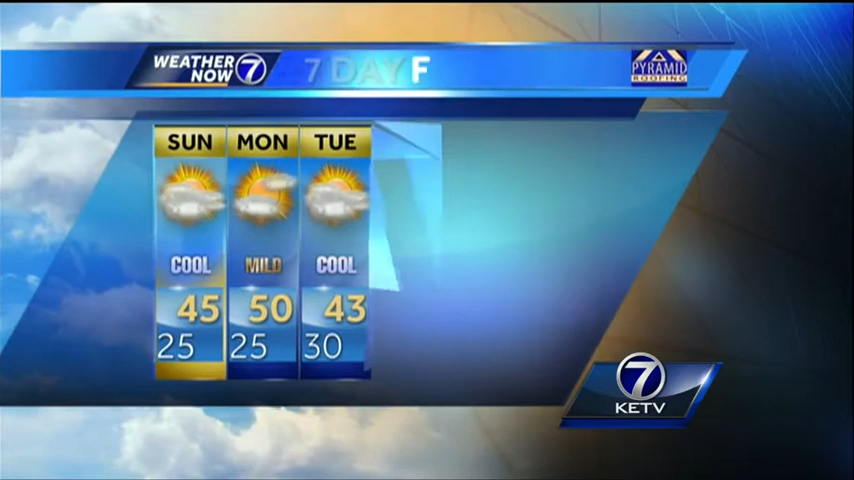 WEATHER NOW 7
7 DAY F
PYRAMID
ROOFING
SUN MON TUE
COOL MILD COOL
45 50 43
25 25 30
7
KETV